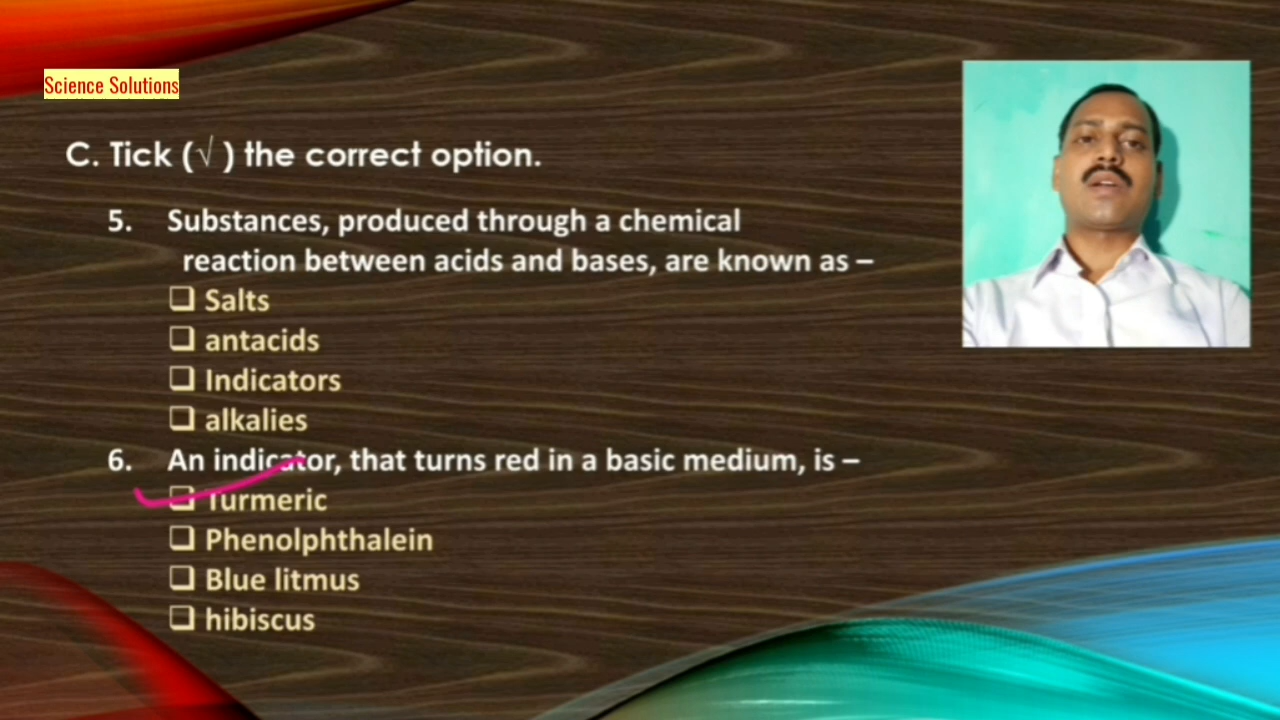 Science Solutions
C. Tick (√ ) the correct option.
5. Substances, produced through a chemical
reaction between acids and bases, are known as –
❑ Salts
❑ antacids
❑ Indicators
❑ alkalies
6. An indicator, that turns red in a basic medium, is –
❑ Turmeric
❑ Phenolphthalein
❑ Blue litmus
❑ hibiscus